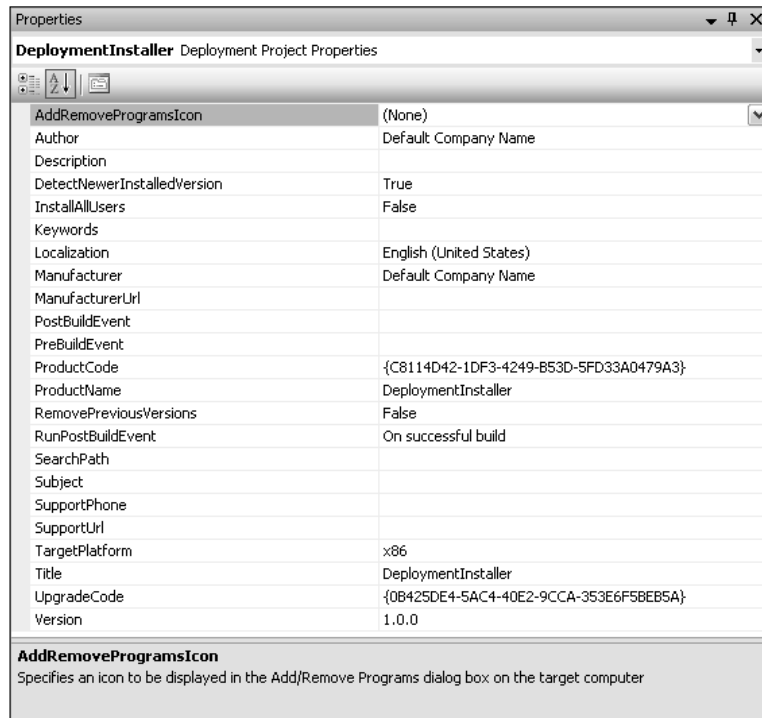 Properties
DeploymentInstaller Deployment Project Properties
AddRemoveProgramsIcon (None)
Author Default Company Name
Description
DetectNewerInstalledVersion True
InstallAllUsers False
Keywords
Localization English (United States)
Manufacturer Default Company Name
ManufacturerUrl
PostBuildEvent
PreBuildEvent
ProductCode {C8114D42-1DF3-4249-B53D-5FD33A0479A3}
ProductName DeploymentInstaller
RemovePreviousVersions False
RunPostBuildEvent On successful build
SearchPath
Subject
SupportPhone
SupportUrl
TargetPlatform x86
Title DeploymentInstaller
UpgradeCode {0B425DE4-5AC4-40E2-9CCA-353E6F5BEB5A}
Version 1.0.0
AddRemoveProgramsIcon
Specifies an icon to be displayed in the Add/Remove Programs dialog box on the target computer